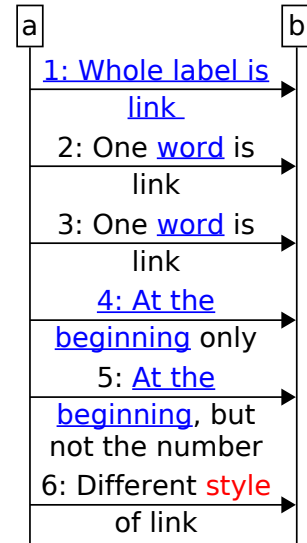 a b
1: Whole label is
link
2: One word is
link
3: One word is
link
4: At the
beginning only
5: At the
beginning, but
not the number
6: Different style
of link